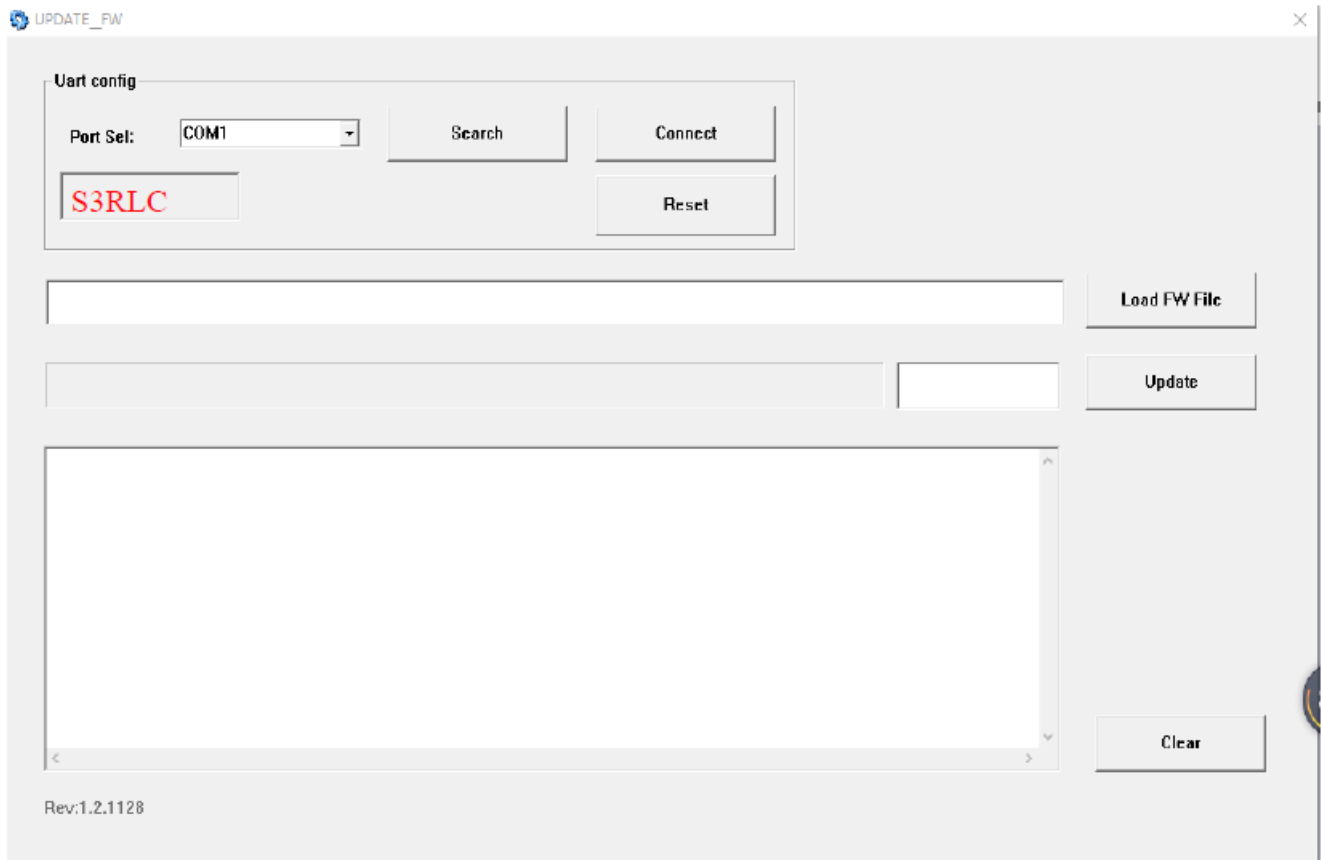 UPDATE_FW
Uart config
Port Sel:
COM1
Search
Connect
S3RLC
Reset
Load FW File
Update
Clear
Rev:1.2.1128